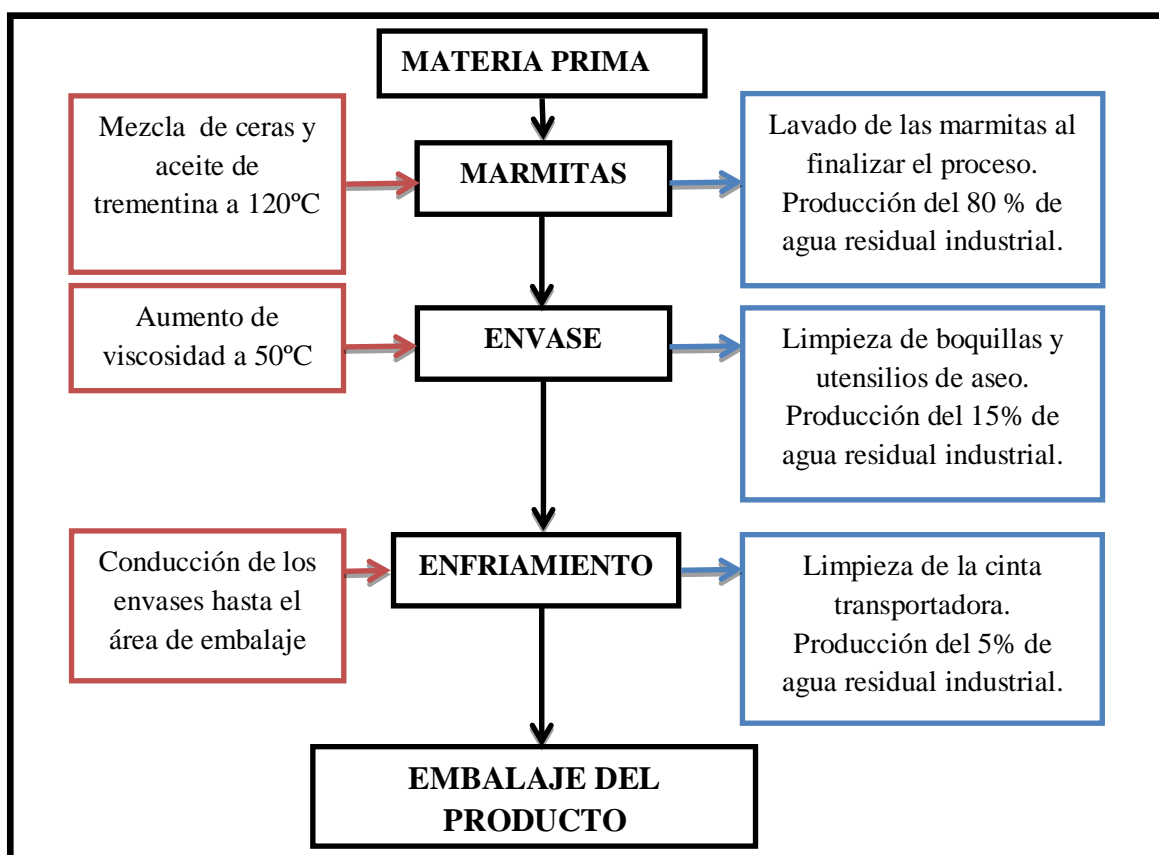 MATERIA PRIMA
Mezcla de ceras y
aceite de
trementina a 120ºC
MARMITAS
Lavado de las marmitas al
finalizar el proceso.
Producción del 80 % de
agua residual industrial.
Aumento de
viscosidad a 50ºC
ENVASE
Limpieza de boquillas y
utensilios de aseo.
Producción del 15% de
agua residual industrial.
Conducción de los
envases hasta el
área de embalaje
ENFRIAMIENTO
Limpieza de la cinta
transportadora.
Producción del 5% de
agua residual industrial.
EMBALAJE DEL
PRODUCTO